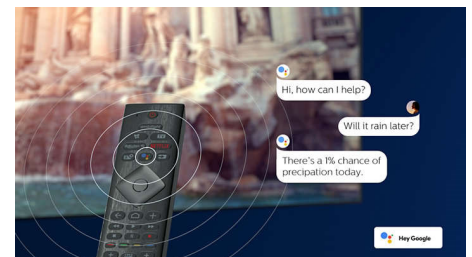 Hi, how can I help?
Will it rain later?
There's a 1% chance of
precipation today.
Hey Google